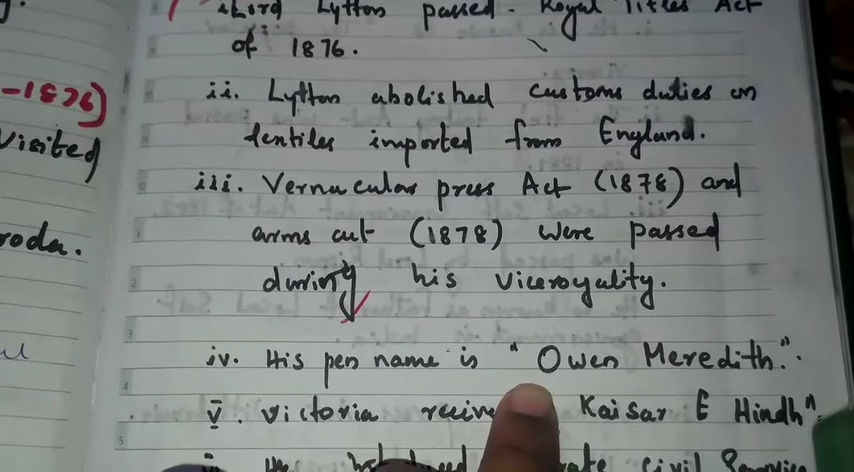 Lord Lytton passed - Royal Titles Act
of 1876.
-1876)
ii. Lytton abolished customs duties on
visited
textiles imported from England.
iii. Vernacular press Act (1878) and
roda.
arms act (1878) were passed
during his viceroyality.
iv. His pen name is "Owen Meredith".
v. Victoria Kaisar E Hindh"
Civil